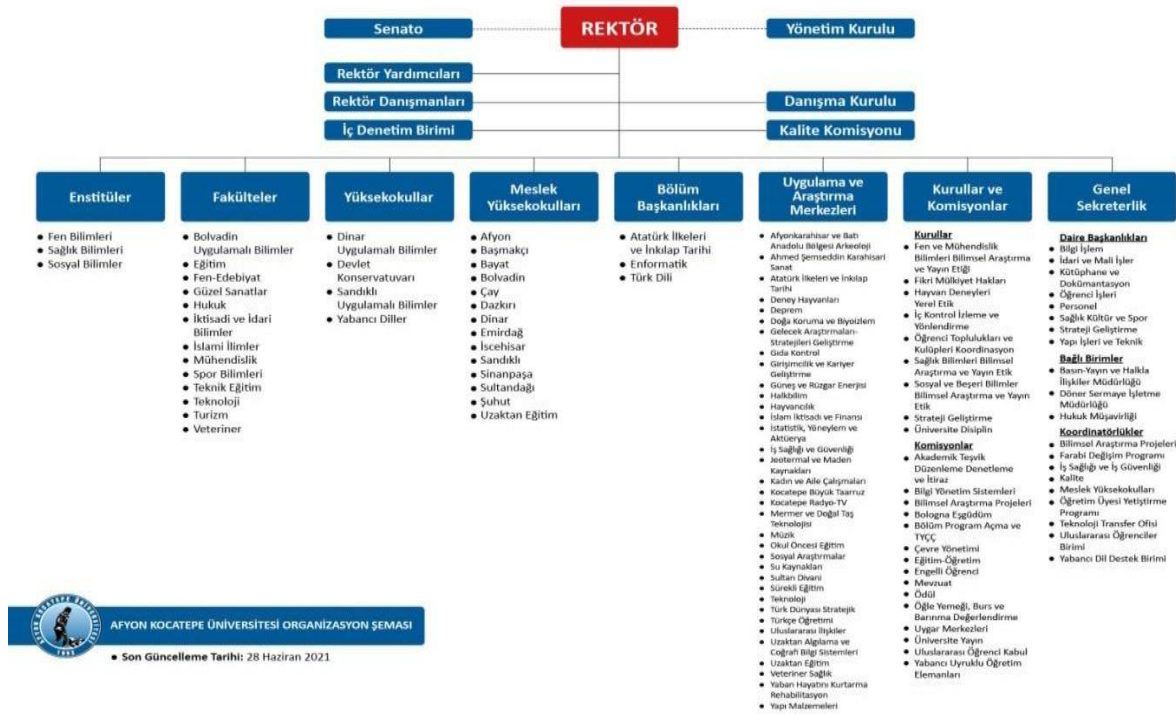 Senato
REKTÖR
Yönetim Kurulu
Rektör Yardımcıları
Rektör Danışmanları
Danışma Kurulu
İç Denetim Birimi
Kalite Komisyonu
Enstitüler
• Fen Bilimleri
• Sağlık Bilimleri
• Sosyal Bilimler
Fakülteler
• Bolvadin
Uygulamalı Bilimler
• Eğitim
• Fen-Edebiyat
• Güzel Sanatlar
• Hukuk
• İktisadi ve İdari
Bilimler
• İslami İlimler
• Mühendislik
• Spor Bilimleri
• Teknik Eğitim
• Teknoloji
• Turizm
• Veteriner
Yüksekokullar
• Dinar
Uygulamalı Bilimler
• Devlet
Konservatuvarı
• Sandıklı
Uygulamalı Bilimler
• Yabancı Diller
Meslek
Yüksekokulları
• Afyon
• Başmakçı
• Bayat
• Bolvadin
• Çay
• Dazkırı
• Dinar
• Emirdağ
• İscehisar
• Sandıklı
• Sinanpaşa
• Sultandağı
• Şuhut
• Uzaktan Eğitim
Bölüm
Başkanlıkları
• Atatürk İlkeleri
ve İnkılap Tarihi
• Enformatik
• Türk Dili
Uygulama ve
Araştırma
Merkezleri
• Afyonkarahisar ve Batı
Anadolu Bölgesi Arkeoloji
• Ahmed Şemseddin Karahisari
Sanat
• Atatürk İlkeleri ve İnkılap
Tarihi
• Deney Hayvanları
• Deprem
• Doğa Koruma ve Biyoizlem
• Gelecek Araştırmaları-
Stratejileri Geliştirme
• Gıda Kontrol
• Girişimcilik ve Kariyer
Geliştirme
• Güneş ve Rüzgar Enerjisi
• Halkbilim
• Hayvancılık
• İslam İktisadı ve Finansı
• İstatistik, Yöneylem ve
Aktüerya
• İş Sağlığı ve Güvenliği
• Jeotermal ve Maden
Kaynakları
• Kadın ve Aile Çalışmaları
• Kocatepe Büyük Taarruz
• Kocatepe Radyo-TV
• Mermer ve Doğal Taş
Teknolojisi
• Müzik
• Okul Öncesi Eğitim
• Sosyal Araştırmalar
• Su Kaynakları
• Sultan Divani
• Sürekli Eğitim
• Teknoloji
• Türk Dünyası Stratejik
• Türkçe Öğretimi
• Uluslararası İlişkiler
• Uzaktan Algılama ve
Coğrafi Bilgi Sistemleri
• Uzaktan Eğitim
• Veteriner Sağlık
• Yaban Hayatını Kurtarma
Rehabilitasyon
• Yapı Malzemeleri
Kurullar ve
Komisyonlar
Kurullar
• Fen ve Mühendislik
Bilimleri Bilimsel Araştırma
ve Yayın Etiği
• Fikri Mülkiyet Hakları
• Hayvan Deneyleri
Yerel Etik
• İç Kontrol İzleme ve
Yönlendirme
• Öğrenci Toplulukları ve
Kulüpleri Koordinasyon
• Sağlık Bilimleri Bilimsel
Araştırma ve Yayın Etik
• Sosyal ve Beşeri Bilimler
Bilimsel Araştırma ve Yayın
Etik
• Strateji Geliştirme
• Üniversite Disiplin
Komisyonlar
• Akademik Teşvik
Düzenleme Denetleme
ve İtiraz
• Bilgi Yönetim Sistemleri
• Bilimsel Araştırma Projeleri
• Bologna Eşgüdüm
• Bölüm Program Açma ve
TYÇÇ
• Çevre Yönetimi
• Eğitim-Öğretim
• Engelli Öğrenci
• Mevzuat
• Ödül
• Öğle Yemeği, Burs ve
Barınma Değerlendirme
• Uygar Merkezleri
• Üniversite Yayın
• Uluslararası Öğrenci Kabul
• Yabancı Uyruklu Öğretim
Elemanları
Genel
Sekreterlik
Daire Başkanlıkları
• Bilgi İşlem
• İdari ve Mali İşler
• Kütüphane ve
Dokümantasyon
• Öğrenci İşleri
• Personel
• Sağlık Kültür ve Spor
• Strateji Geliştirme
• Yapı İşleri ve Teknik
Bağlı Birimler
• Basın-Yayın ve Halkla
İlişkiler Müdürlüğü
• Döner Sermaye İşletme
Müdürlüğü
• Hukuk Müşavirliği
Koordinatörlükler
• Bilimsel Araştırma Projeleri
• Farabi Değişim Programı
• İş Sağlığı ve İş Güvenliği
• Kalite
• Meslek Yüksekokulları
• Öğretim Üyesi Yetiştirme
Programı
• Teknoloji Transfer Ofisi
• Uluslararası Öğrenciler
Birimi
• Yabancı Dil Destek Birimi
AFYON KOCATEPE ÜNİVERSİTESİ
1992
AFYON KOCATEPE ÜNİVERSİTESİ ORGANİZASYON ŞEMASI
• Son Güncelleme Tarihi: 28 Haziran 2021